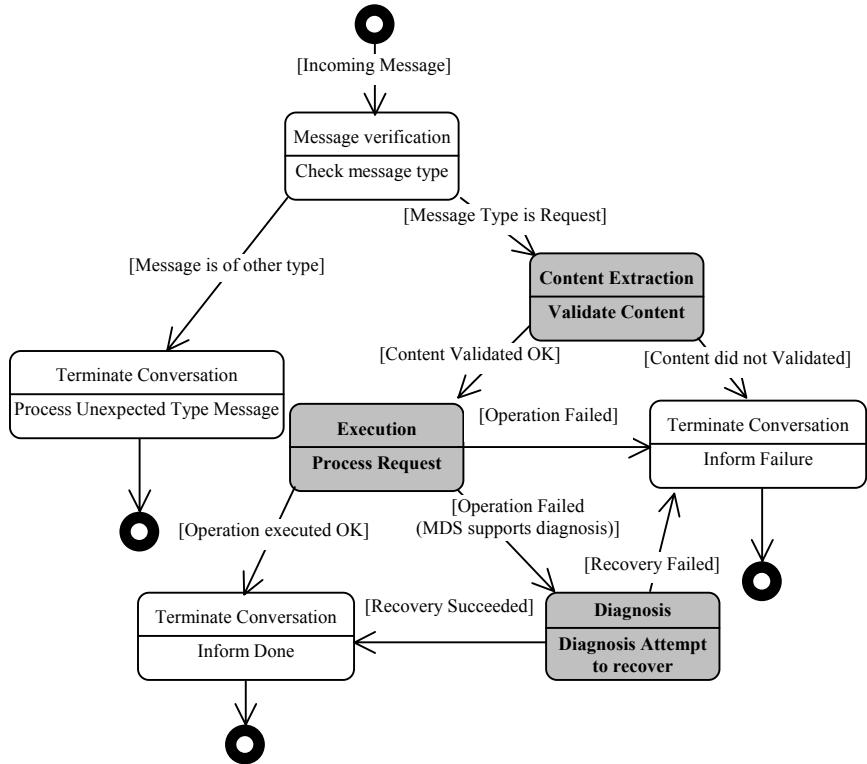 [Incoming Message]
Message verification
Check message type
[Message Type is Request]
[Message is of other type]
Content Extraction
Validate Content
[Content Validated OK]
[Content did not Validated]
Terminate Conversation
Process Unexpected Type Message
Execution
Process Request
[Operation Failed]
Terminate Conversation
Inform Failure
[Operation executed OK]
[Operation Failed
(MDS supports diagnosis)]
[Recovery Failed]
Terminate Conversation
Inform Done
[Recovery Succeeded]
Diagnosis
Diagnosis Attempt
to recover